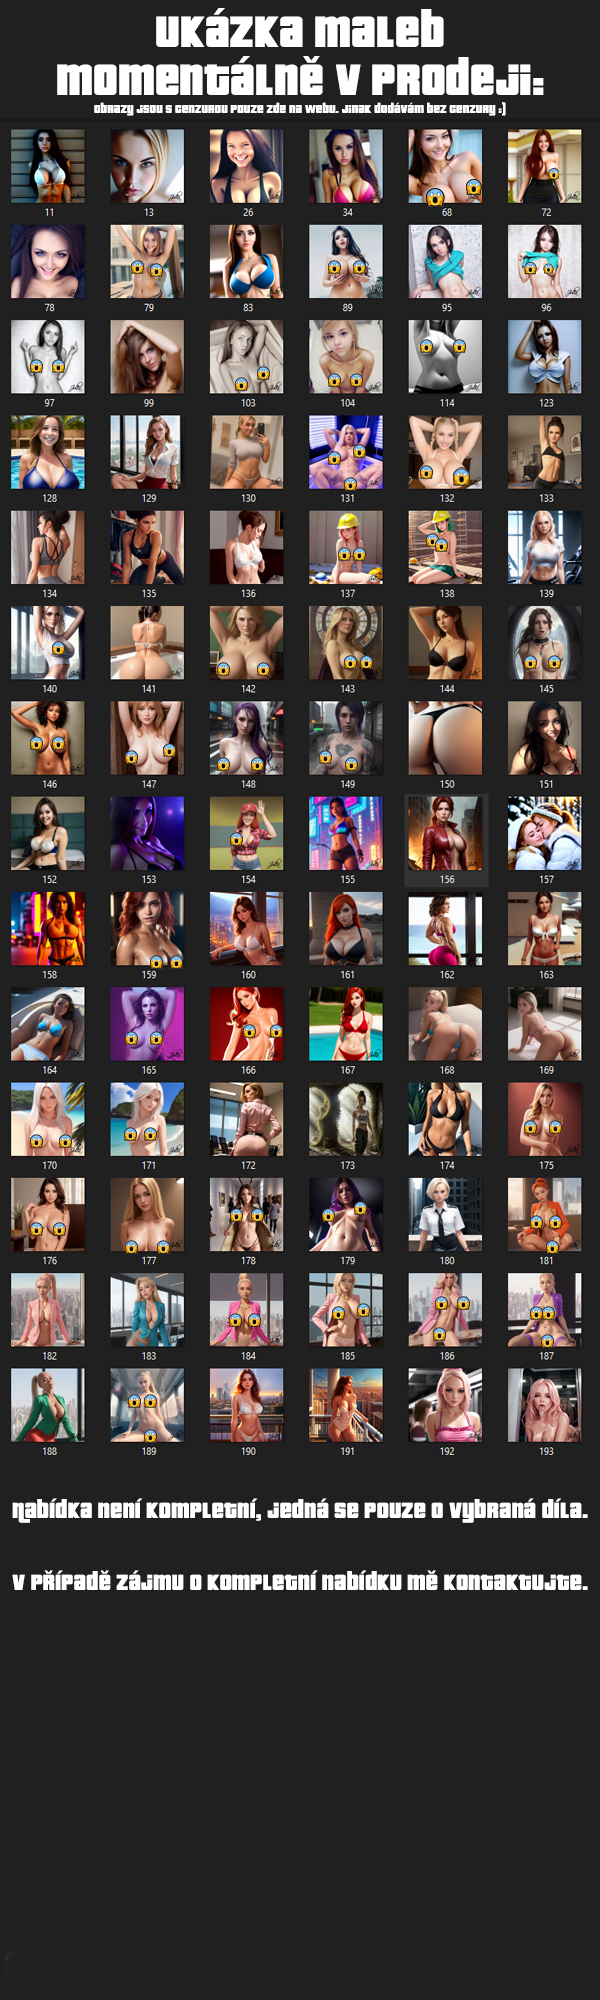 Ukázka maleb
momentálně v prodeji:
obrazy jsou s cenzurou pouze zde na webu. Jinak dodávám bez cenzury :)
11 13 26 34 68 72
78 79 83 89 95 96
97 99 103 104 114 123
128 129 130 131 132 133
134 135 136 137 138 139
140 141 142 143 144 145
146 147 148 149 150 151
152 153 154 155 156 157
158 159 160 161 162 163
164 165 166 167 168 169
170 171 172 173 174 175
176 177 178 179 180 181
182 183 184 185 186 187
188 189 190 191 192 193
Nabídka není kompletní, jedná se pouze o vybraná díla.
V případě zájmu o kompletní nabídku mě kontaktujte.